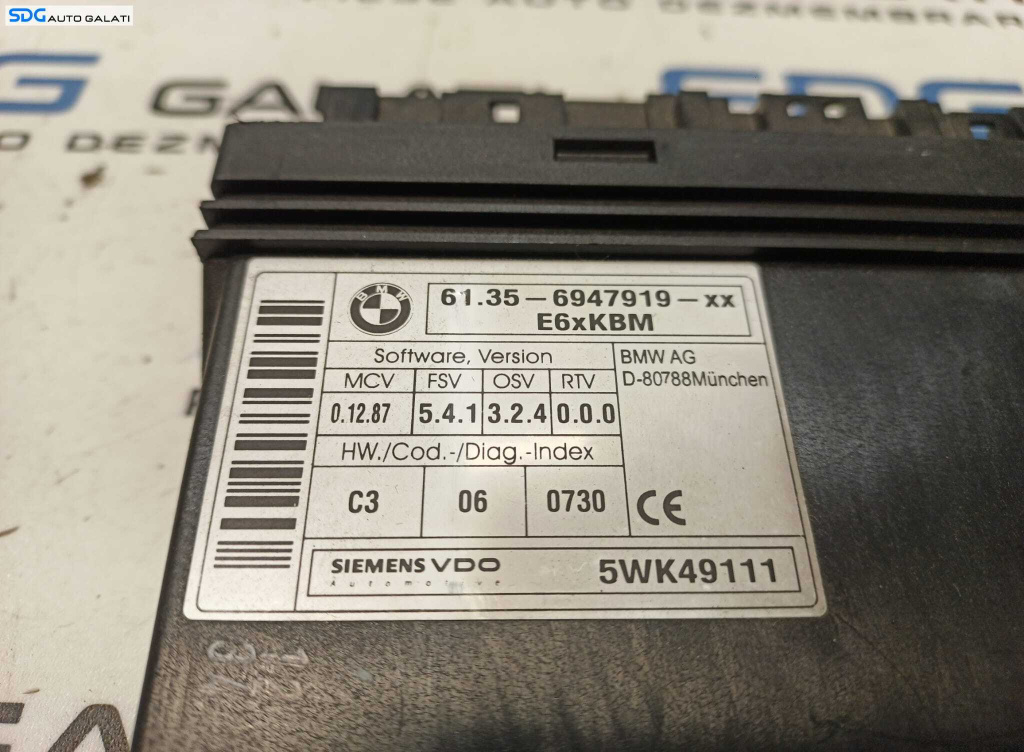 SDG AUTO GALATI
BMW
61.35 – 6947919 – xx
E6xKBM
Software, Version
MCV FSV OSV RTV
0.12.87 5.4.1 3.2.4 0.0.0
BMW AG
D-80788München
HW./Cod.-/Diag.-Index
C3 06 0730
CE
SIEMENS VDO
Automotive
5WK49111